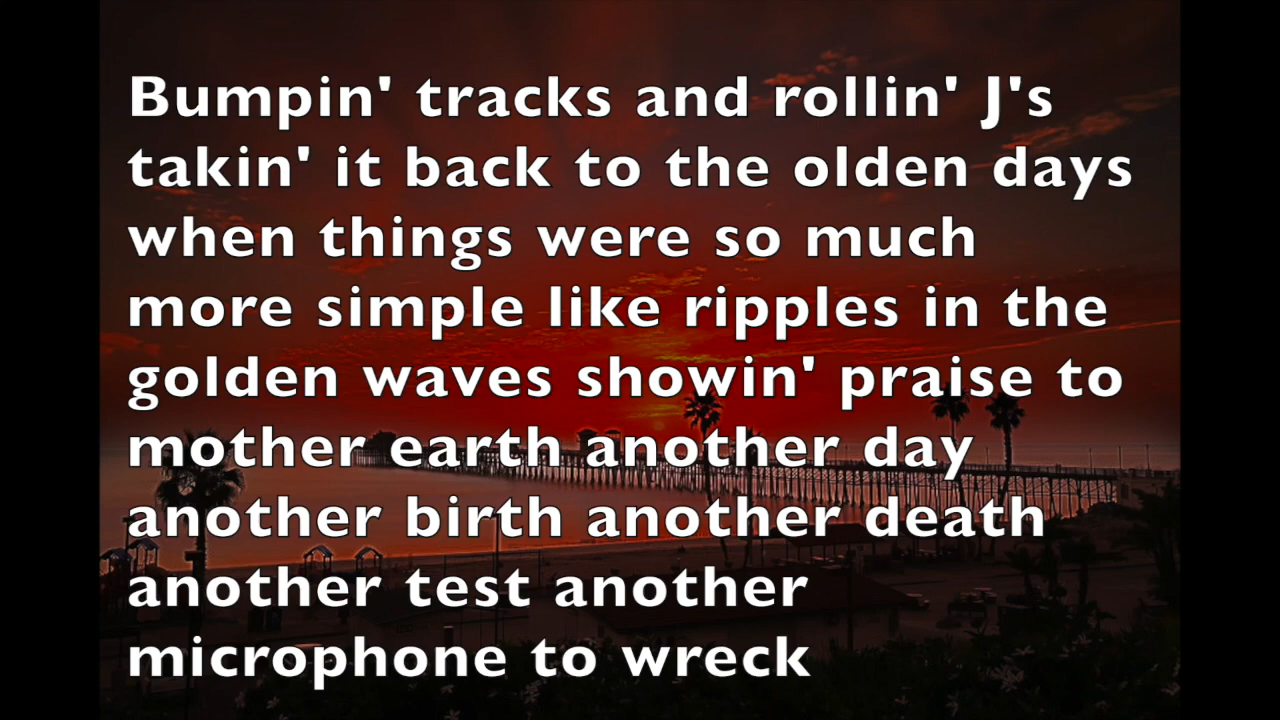 Bumpin' tracks and rollin' J's
takin' it back to the olden days
when things were so much
more simple like ripples in the
golden waves showin' praise to
mother earth another day
another birth another death
another test another
microphone to wreck